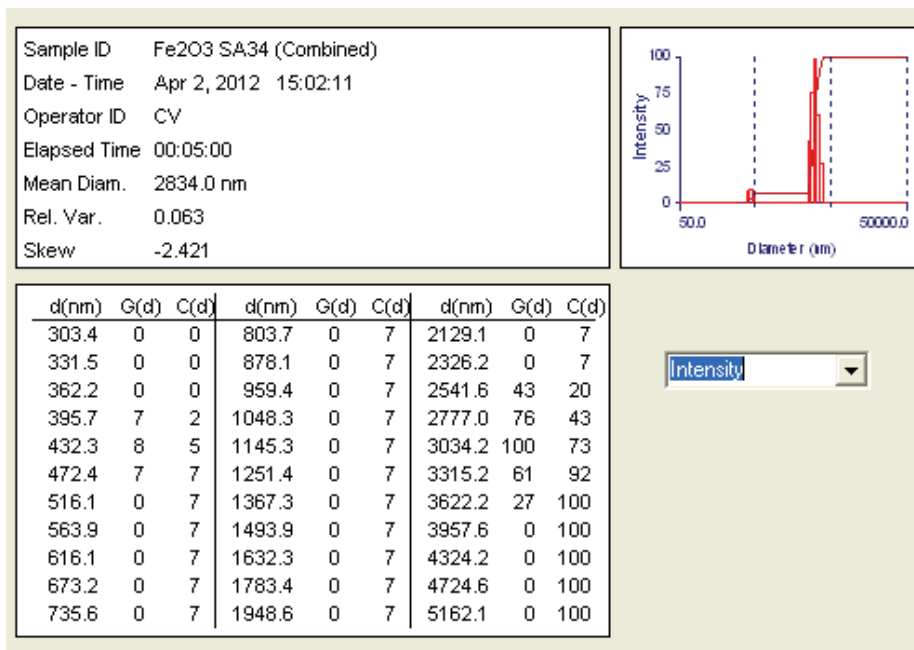 Sample ID Fe2O3 SA34 (Combined)
Date - Time Apr 2, 2012 15:02:11
Operator ID CV
Elapsed Time 00:05:00
Mean Diam. 2834.0 nm
Rel. Var. 0.063
Skew -2.421
100
75
50
25
0
Intensity
50.0 50000.0
Diameter (nm)
d(nm) G(d) C(d) d(nm) G(d) C(d) d(nm) G(d) C(d)
303.4 0 0 803.7 0 7 2129.1 0 7
331.5 0 0 878.1 0 7 2326.2 0 7
362.2 0 0 959.4 0 7 2541.6 43 20
395.7 7 2 1048.3 0 7 2777.0 76 43
432.3 8 5 1145.3 0 7 3034.2 100 73
472.4 7 7 1251.4 0 7 3315.2 61 92
516.1 0 7 1367.3 0 7 3622.2 27 100
563.9 0 7 1493.9 0 7 3957.6 0 100
616.1 0 7 1632.3 0 7 4324.2 0 100
673.2 0 7 1783.4 0 7 4724.6 0 100
735.6 0 7 1948.6 0 7 5162.1 0 100
Intensity